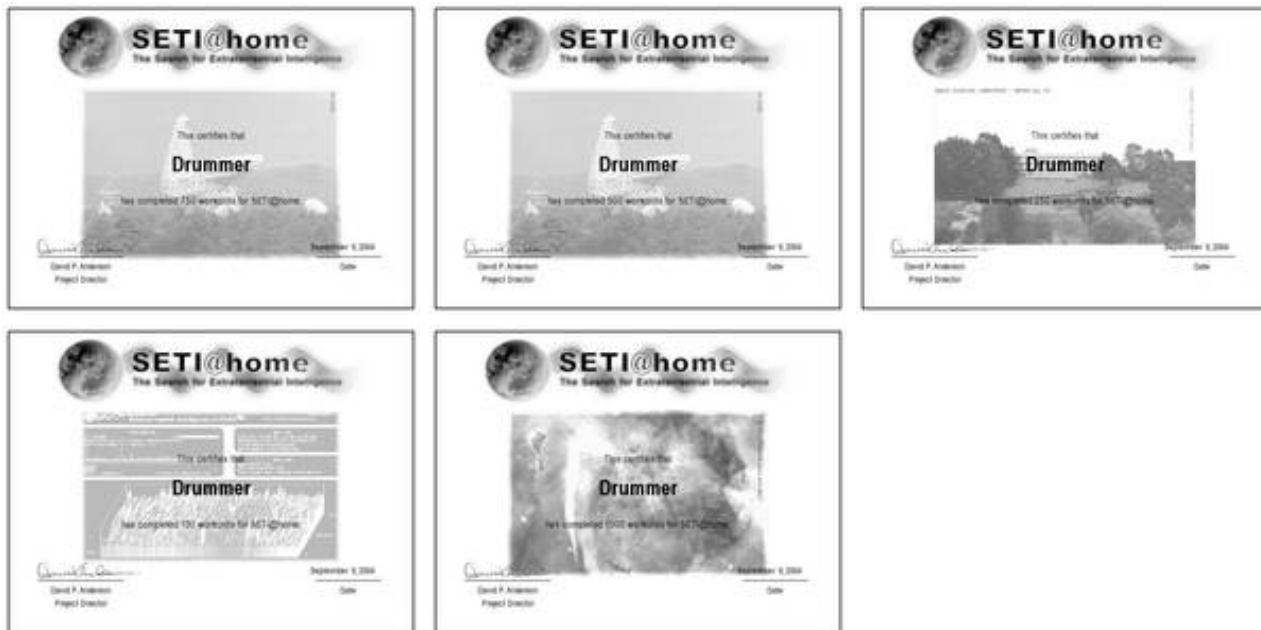 SETI@home
The Search for Extraterrestrial Intelligence
This certifies that
Drummer
has completed 750 workunits for SETI@home.
September 9, 2004
David P. Anderson
Date
Project Director
SETI@home
The Search for Extraterrestrial Intelligence
This certifies that
Drummer
has completed 500 workunits for SETI@home.
September 9, 2004
David P. Anderson
Date
Project Director
SETI@home
The Search for Extraterrestrial Intelligence
This certifies that
Drummer
has completed 250 workunits for SETI@home.
September 9, 2004
David P. Anderson
Date
Project Director
SETI@home
The Search for Extraterrestrial Intelligence
This certifies that
Drummer
has completed 100 workunits for SETI@home.
September 9, 2004
David P. Anderson
Date
Project Director
SETI@home
The Search for Extraterrestrial Intelligence
This certifies that
Drummer
has completed 1000 workunits for SETI@home.
September 9, 2004
David P. Anderson
Date
Project Director